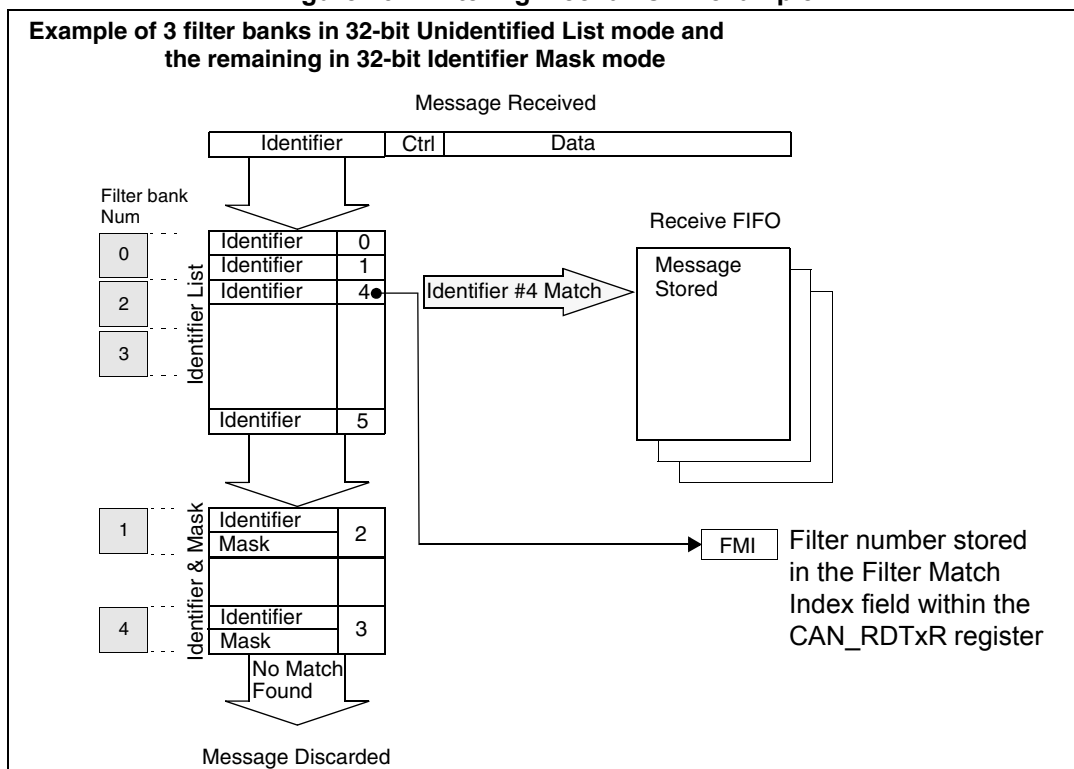 Example of 3 filter banks in 32-bit Unidentified List mode and
the remaining in 32-bit Identifier Mask mode
Message Received
Identifier Ctrl Data
Filter bank
Num
Receive FIFO
0
2
3
Identifier List
Identifier 0
Identifier 1
Identifier 4
Identifier 5
Identifier #4 Match
Message
Stored
1
4
Identifier & Mask
Identifier
Mask
2
Identifier
Mask
3
FMI
Filter number stored
in the Filter Match
Index field within the
CAN_RDTxR register
No Match
Found
Message Discarded